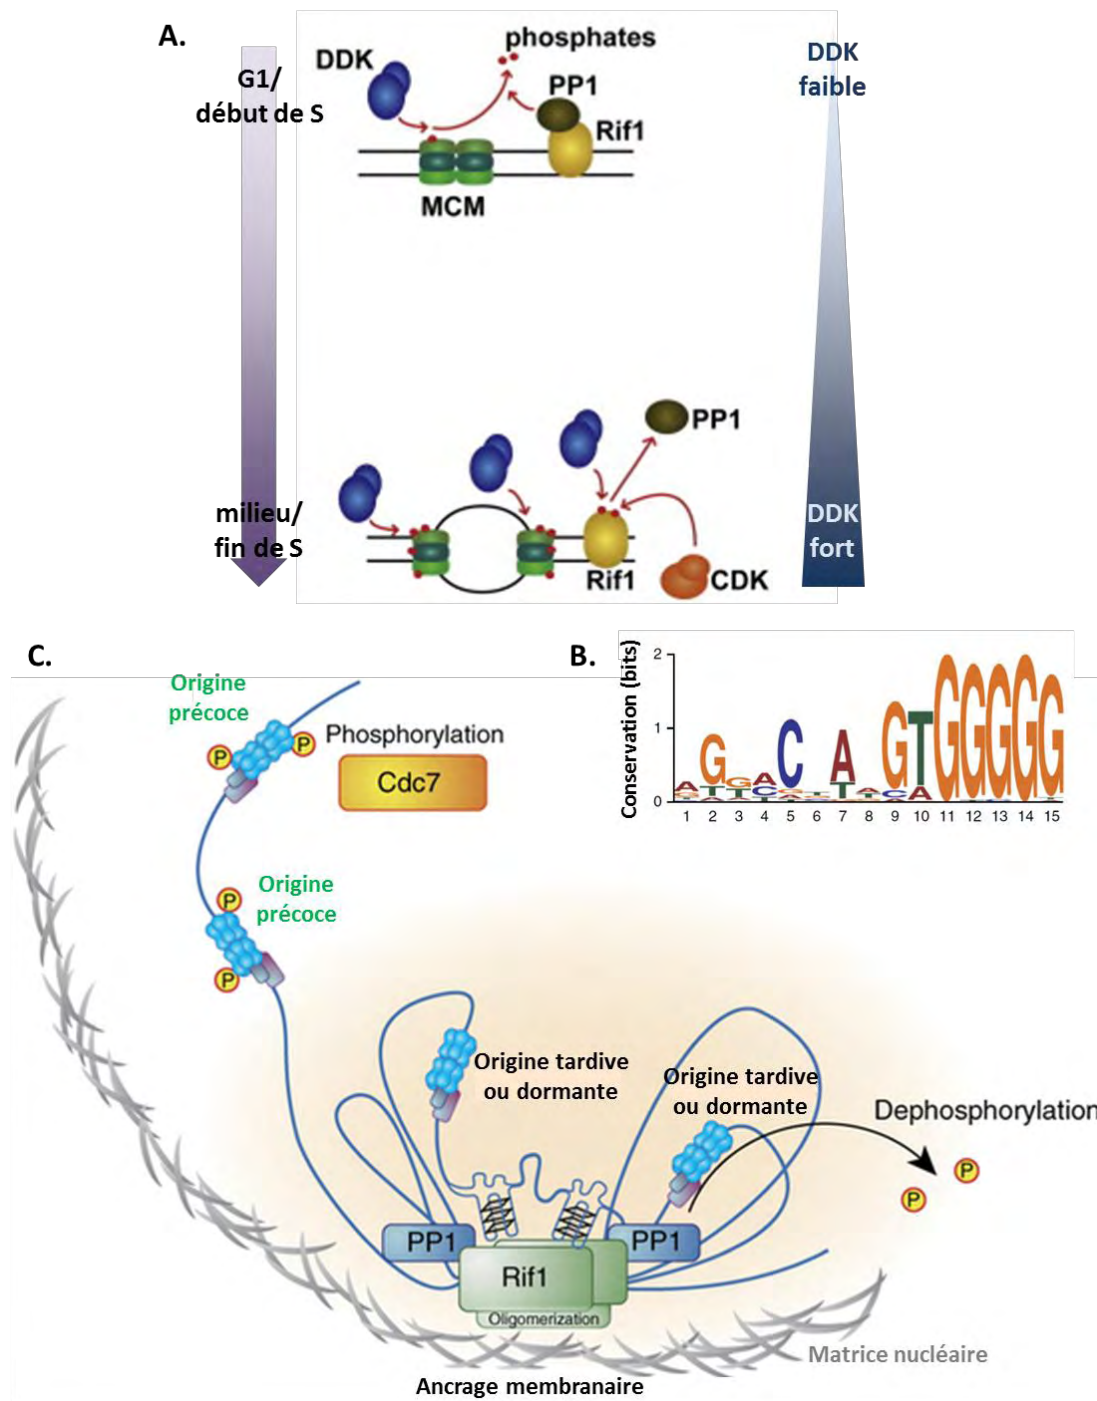 A.
G1/
début de S
DDK
phosphates
PP1
Rif1
MCM
DDK
faible
milieu/
fin de S
PP1
Rif1
CDK
DDK
fort
C.
Origine
précoce
P
P
Phosphorylation
Cdc7
B.
Conservation (bits)
2
1
0
1 2 3 4 5 6 7 8 9 10 11 12 13 14 15
A G G A C A G T G G G G G
P
Origine
précoce
P
Origine tardive
ou dormante
Origine tardive
ou dormante
Dephosphorylation
P
P
PP1
PP1
Rif1
Oligomerization
Matrice nucléaire
Ancrage membranaire